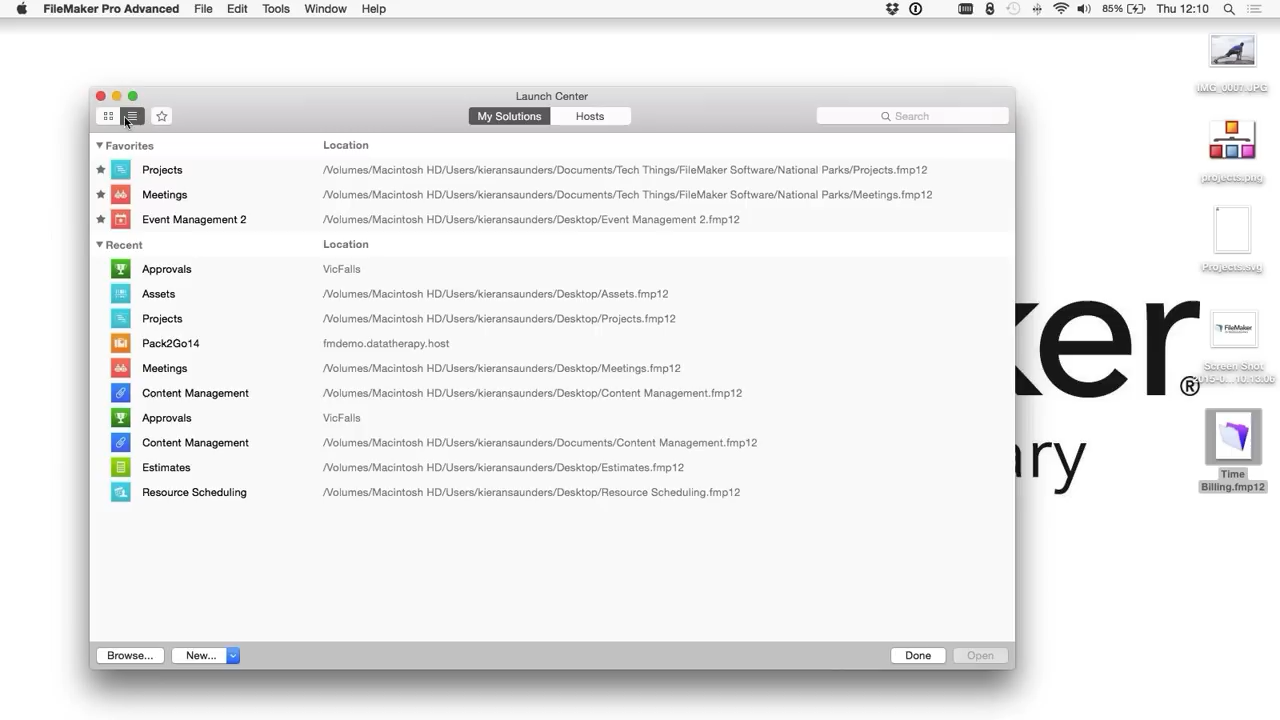 FileMaker Pro Advanced File Edit Tools Window Help 85% Thu 12:10
Launch Center
My Solutions Hosts Search
Favorites Location
Projects /Volumes/Macintosh HD/Users/kieransaunders/Documents/Tech Things/FileMaker Software/National Parks/Projects.fmp12
Meetings /Volumes/Macintosh HD/Users/kieransaunders/Documents/Tech Things/FileMaker Software/National Parks/Meetings.fmp12
Event Management 2 /Volumes/Macintosh HD/Users/kieransaunders/Desktop/Event Management 2.fmp12
Recent Location
Approvals VicFalls
Assets /Volumes/Macintosh HD/Users/kieransaunders/Desktop/Assets.fmp12
Projects /Volumes/Macintosh HD/Users/kieransaunders/Desktop/Projects.fmp12
Pack2Go14 fmdemo.datatherapy.host
Meetings /Volumes/Macintosh HD/Users/kieransaunders/Desktop/Meetings.fmp12
Content Management /Volumes/Macintosh HD/Users/kieransaunders/Desktop/Content Management.fmp12
Approvals VicFalls
Content Management /Volumes/Macintosh HD/Users/kieransaunders/Documents/Content Management.fmp12
Estimates /Volumes/Macintosh HD/Users/kieransaunders/Desktop/Estimates.fmp12
Resource Scheduling /Volumes/Macintosh HD/Users/kieransaunders/Desktop/Resource Scheduling.fmp12
Browse... New... Done Open
IMG_0007.JPG
projects.png
Projects.svg
FileMaker
Screen Shot
Time
Billing.fmp12
ker®
ary